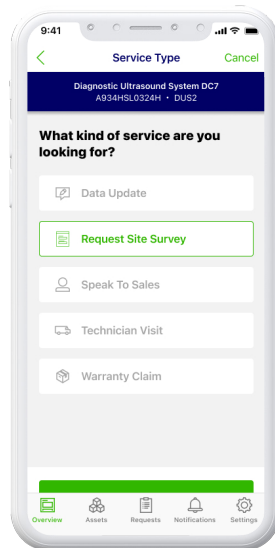 9:41
Service Type
Cancel
Diagnostic Ultrasound System DC7
A934HSL0324H • DUS2
What kind of service are you
looking for?
Data Update
Request Site Survey
Speak To Sales
Technician Visit
Warranty Claim
Overview
Assets
Requests
Notifications
Settings